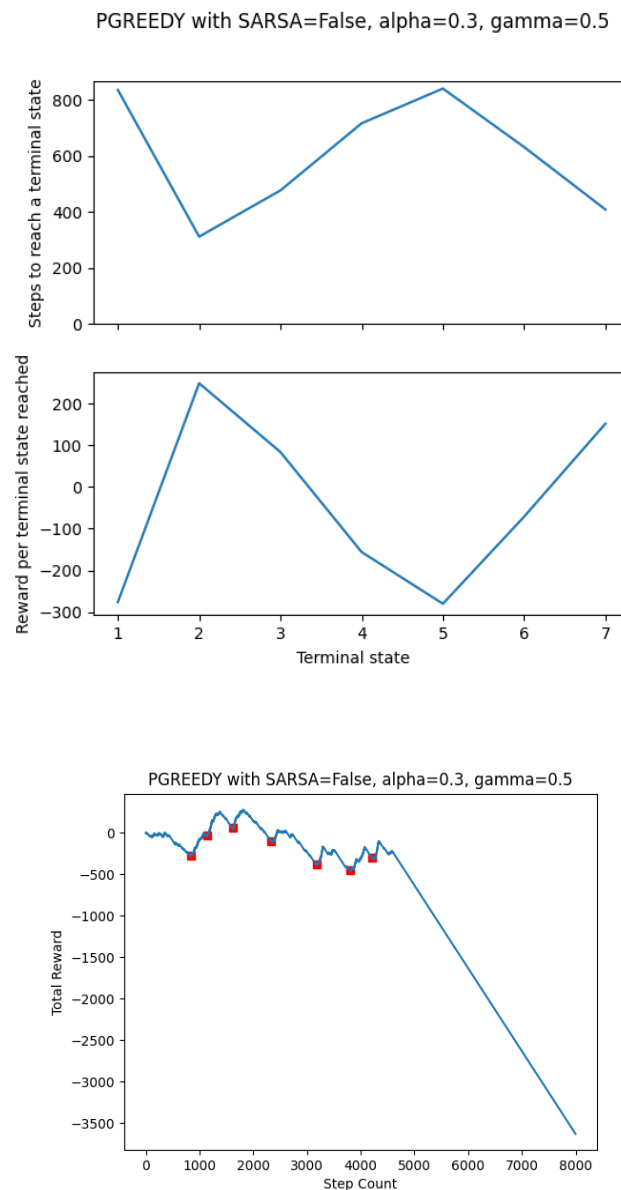 PGREEDY with SARSA=False, alpha=0.3, gamma=0.5
Steps to reach a terminal state
800
600
400
200
0
Reward per terminal state reached
200
100
0
−100
−200
−300
1 2 3 4 5 6 7
Terminal state
PGREEDY with SARSA=False, alpha=0.3, gamma=0.5
Total Reward
0
−500
−1000
−1500
−2000
−2500
−3000
−3500
0 1000 2000 3000 4000 5000 6000 7000 8000
Step Count